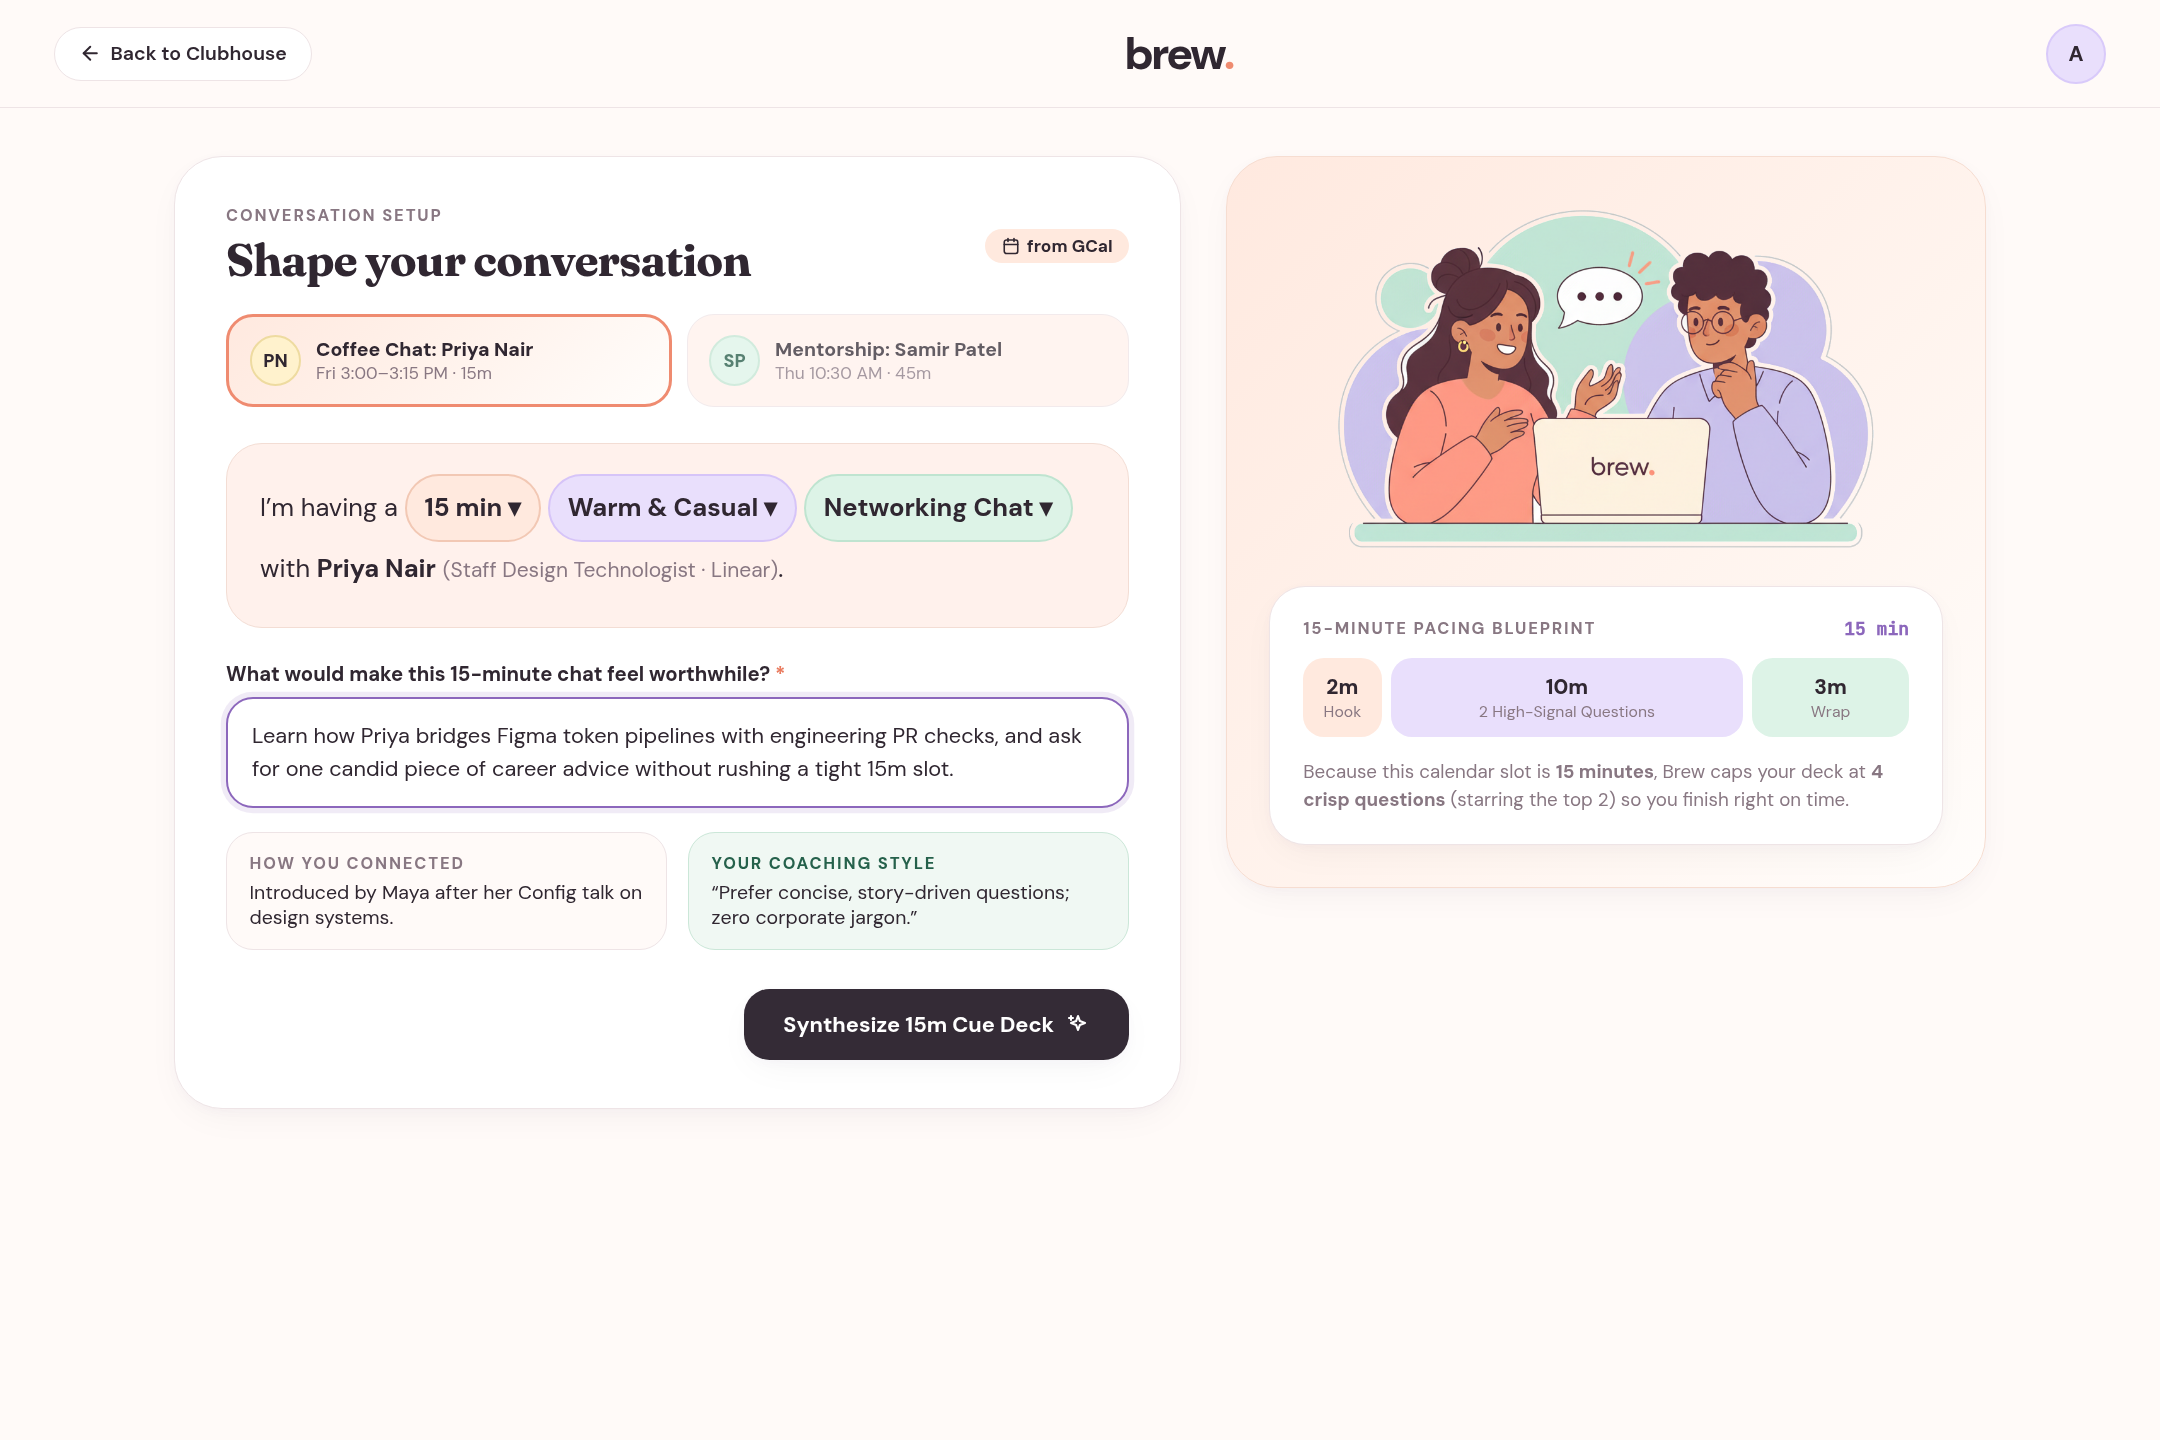 Back to Clubhouse
brew.
A
CONVERSATION SETUP
Shape your conversation
from GCal
PN
Coffee Chat: Priya Nair
Fri 3:00–3:15 PM · 15m
SP
Mentorship: Samir Patel
Thu 10:30 AM · 45m
I’m having a 15 min ▾ Warm & Casual ▾ Networking Chat ▾
with Priya Nair (Staff Design Technologist · Linear).
What would make this 15-minute chat feel worthwhile? *
Learn how Priya bridges Figma token pipelines with engineering PR checks, and ask
for one candid piece of career advice without rushing a tight 15m slot.
HOW YOU CONNECTED
Introduced by Maya after her Config talk on
design systems.
YOUR COACHING STYLE
“Prefer concise, story-driven questions;
zero corporate jargon.”
Synthesize 15m Cue Deck
brew.
15-MINUTE PACING BLUEPRINT
15 min
2m
Hook
10m
2 High-Signal Questions
3m
Wrap
Because this calendar slot is 15 minutes, Brew caps your deck at 4
crisp questions (starring the top 2) so you finish right on time.